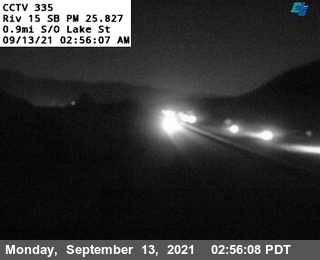 CCTV 335
Riv 15 SB PM 25.827
0.9mi S/O Lake St
09/13/21 02:56:07 AM
Monday, September 13, 2021 02:56:08 PDT